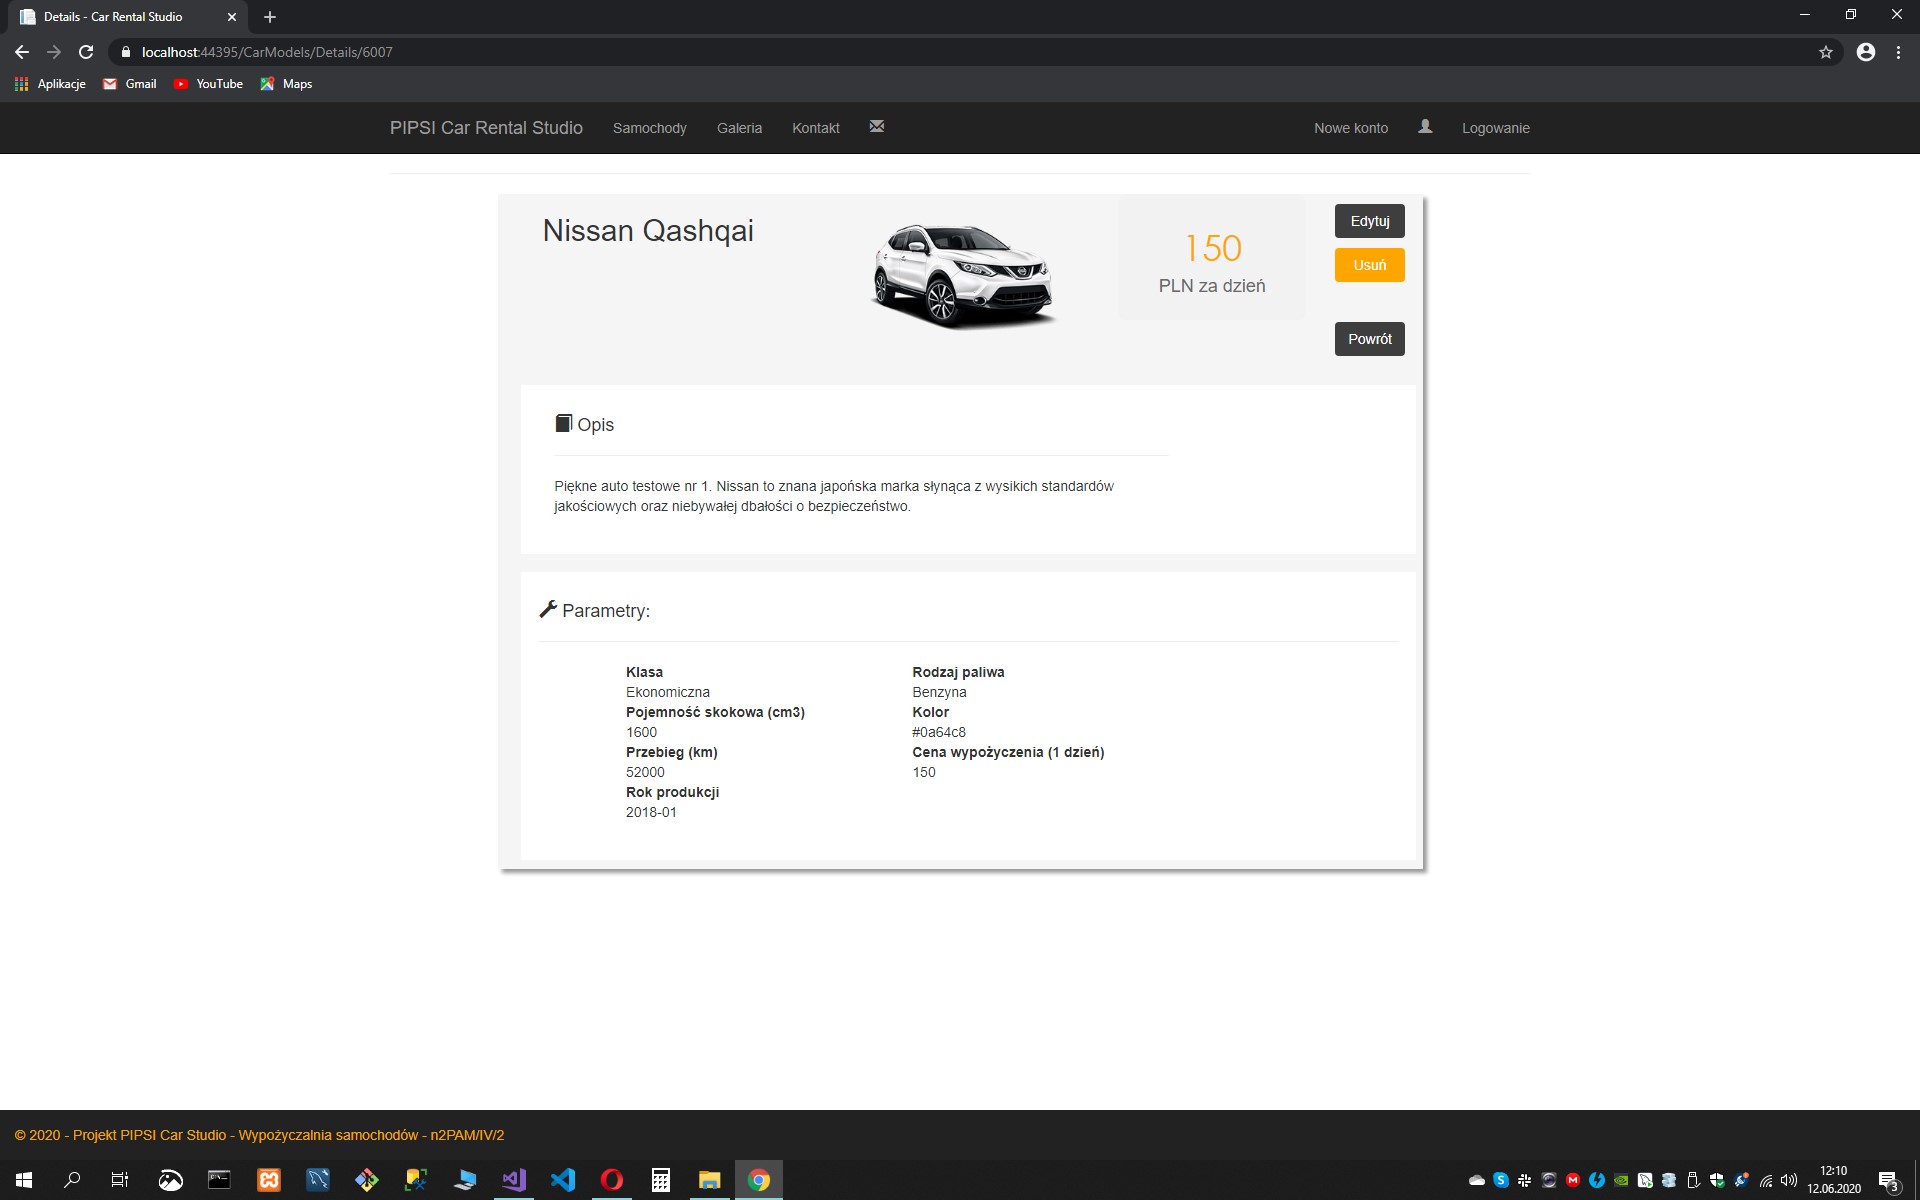 Details - Car Rental Studio
localhost:44395/CarModels/Details/6007
Aplikacje Gmail YouTube Maps
PIPSI Car Rental Studio Samochody Galeria Kontakt Nowe konto Logowanie
Nissan Qashqai
150
PLN za dzień
Edytuj
Usuń
Powrót
Opis
Piękne auto testowe nr 1. Nissan to znana japońska marka słynąca z wysikich standardów
jakościowych oraz niebywałej dbałości o bezpieczeństwo.
Parametry:
Klasa
Ekonomiczna
Pojemność skokowa (cm3)
1600
Przebieg (km)
52000
Rok produkcji
2018-01
Rodzaj paliwa
Benzyna
Kolor
#0a64c8
Cena wypożyczenia (1 dzień)
150
© 2020 - Projekt PIPSI Car Studio - Wypożyczalnia samochodów - n2PAM/IV/2
12:10
12.06.2020
3